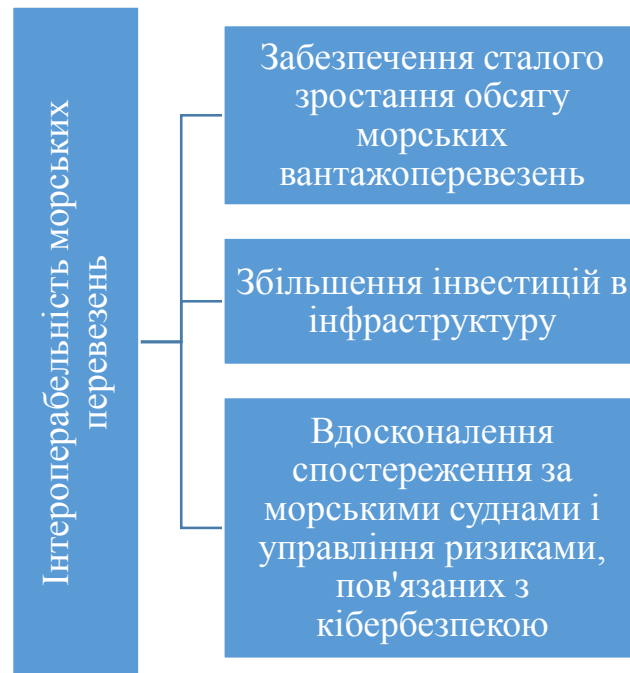 Інтероперабельність морських
перевезень
Забезпечення сталого
зростання обсягу
морських
вантажоперевезень
Збільшення інвестицій в
інфраструктуру
Вдосконалення
спостереження за
морськими суднами і
управління ризиками,
пов'язаних з
кібербезпекою